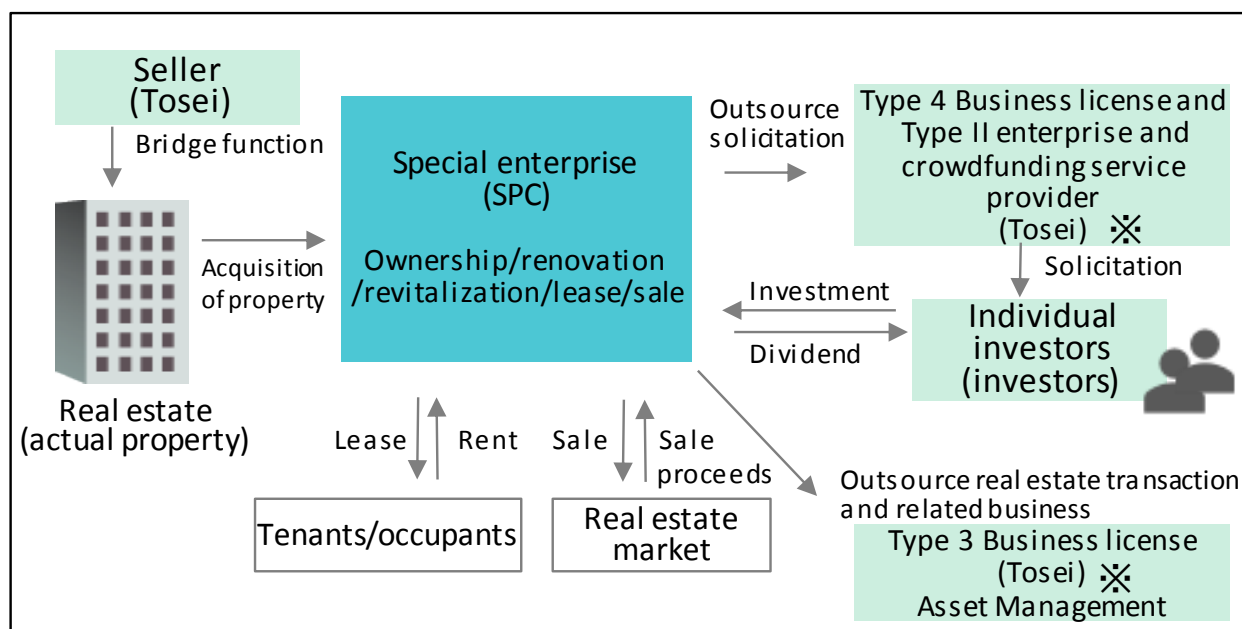 Seller
(Tosei)
Bridge function
Real estate
(actual property)
Acquisition
of property
Special enterprise
(SPC)
Ownership/renovation
/revitalization/lease/sale
Outsource
solicitation
Type 4 Business license and
Type II enterprise and
crowdfunding service
provider
(Tosei) ※
Solicitation
Investment
Dividend
Individual
investors
(investors)
Lease
Rent
Sale
Sale
proceeds
Tenants/occupants
Real estate
market
Outsource real estate transaction
and related business
Type 3 Business license
(Tosei) ※
Asset Management